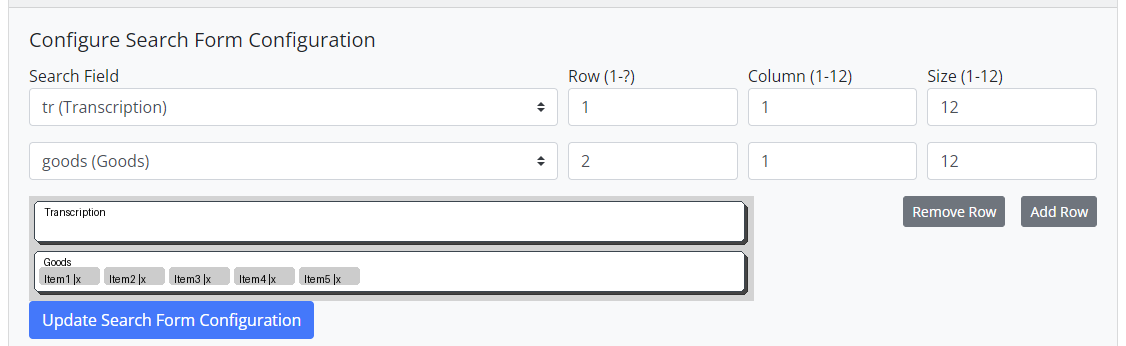 Configure Search Form Configuration
Search Field Row (1-?) Column (1-12) Size (1-12)
tr (Transcription) 1 1 12
goods (Goods) 2 1 12
Remove Row Add Row
Transcription
Goods
Item1 |x Item2 |x Item3 |x Item4 |x Item5 |x
Update Search Form Configuration